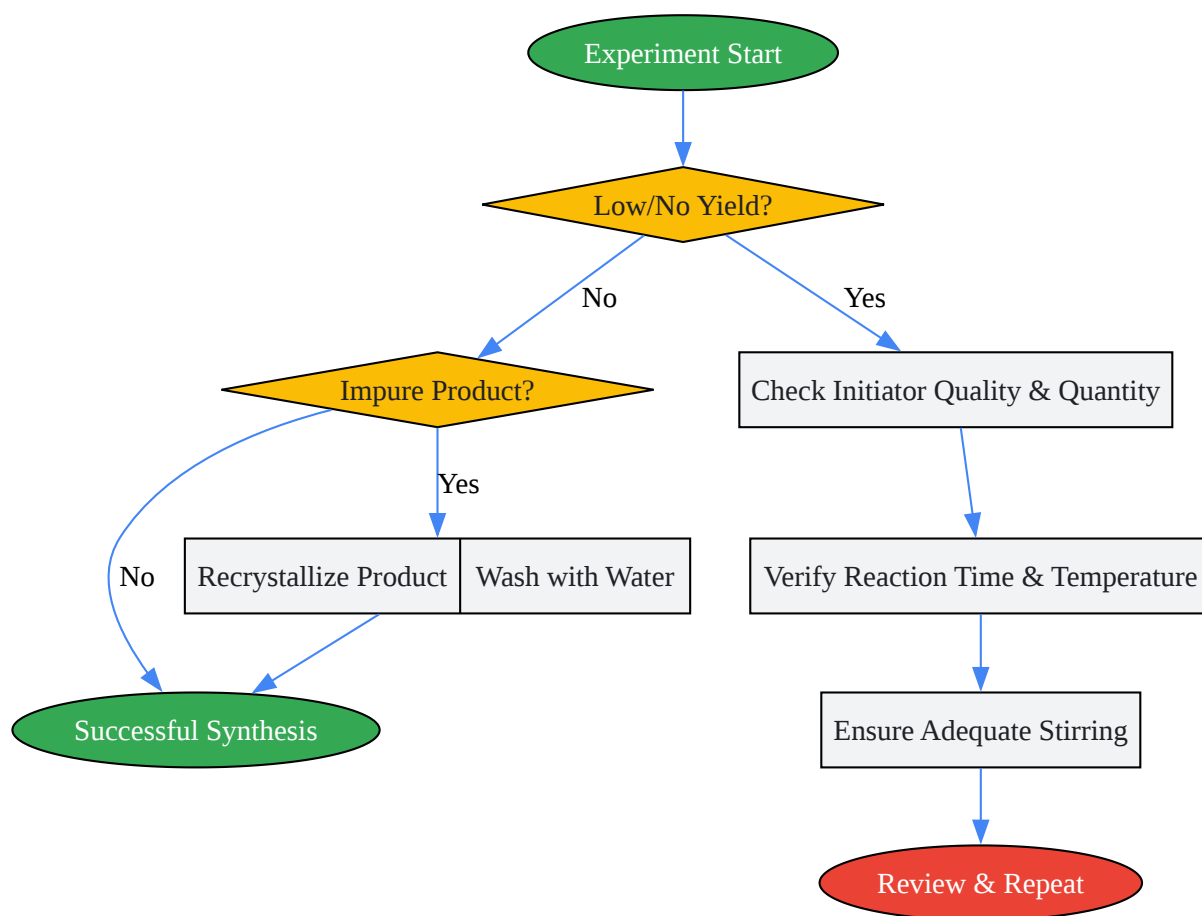 Experiment Start
Low/No Yield?
No
Yes
Impure Product?
Check Initiator Quality & Quantity
Yes
No
Recrystallize Product
Wash with Water
Verify Reaction Time & Temperature
Successful Synthesis
Ensure Adequate Stirring
Review & Repeat